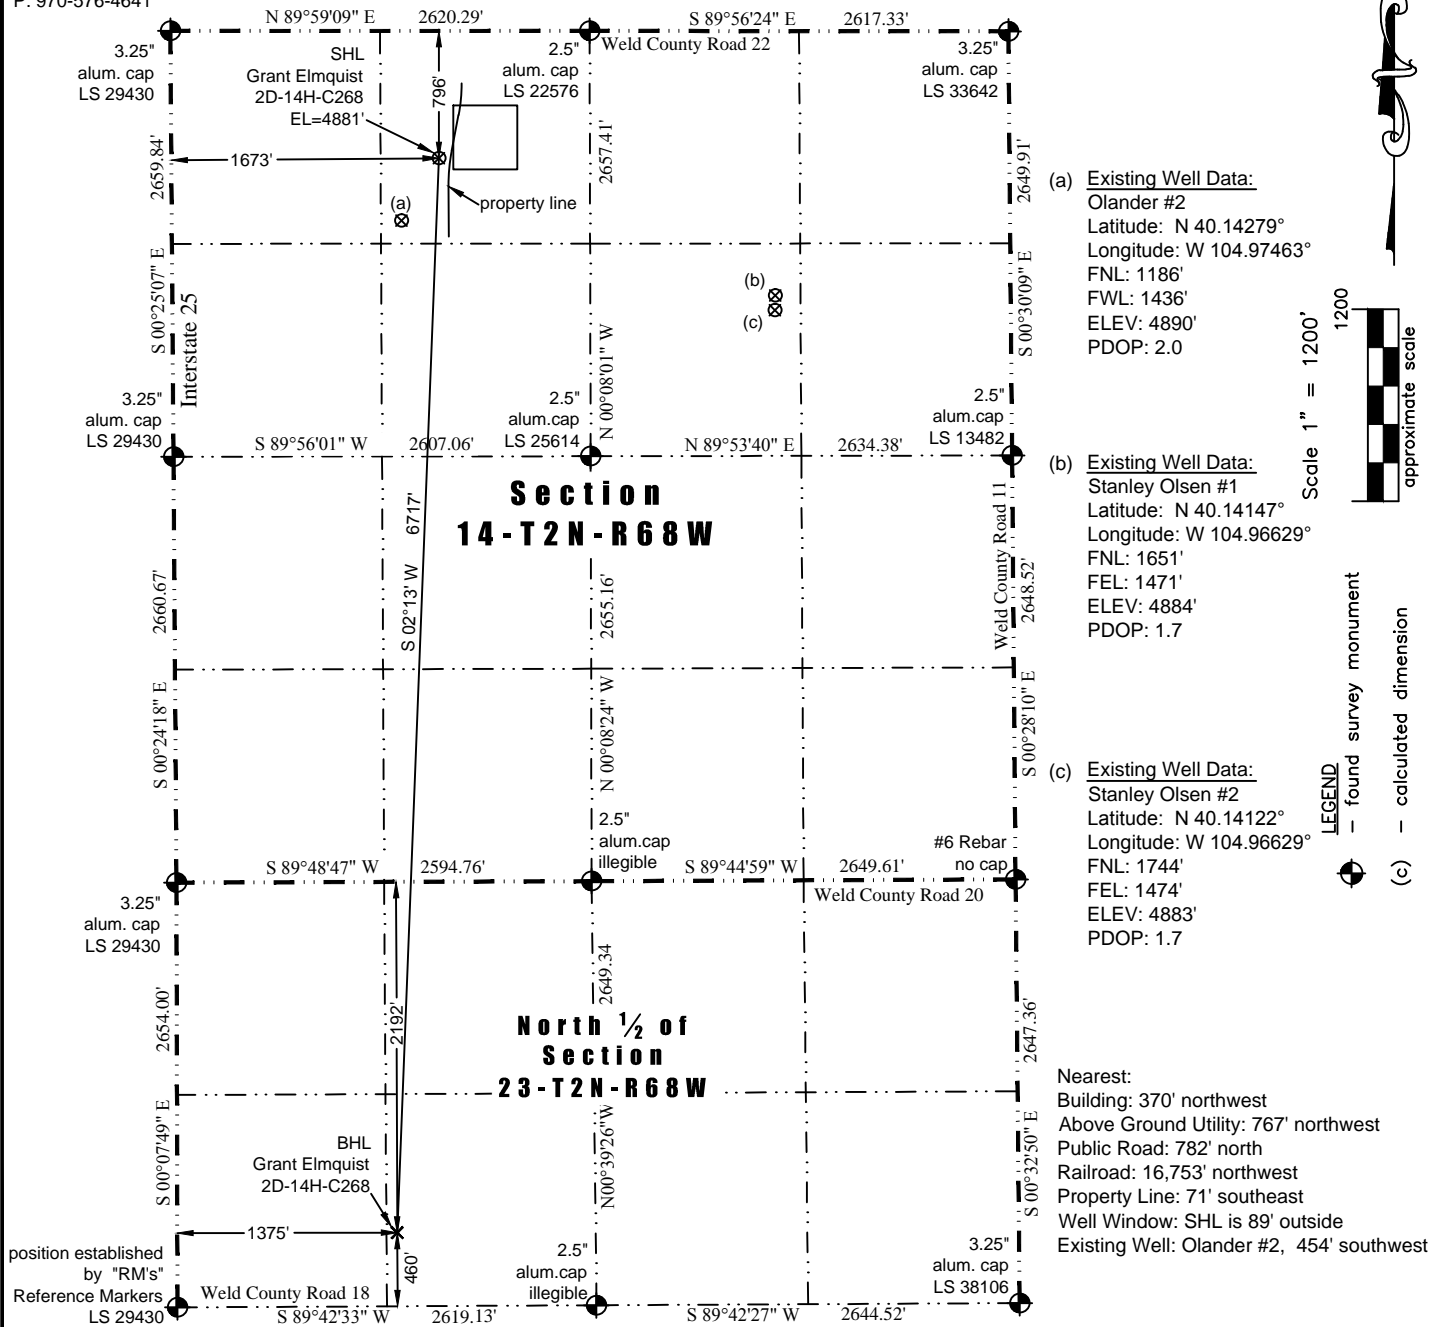 P: 970-576-4641
N 89°59'09" E 2620.29' S 89°56'24" E 2617.33'
Weld County Road 22
3.25"
alum. cap
LS 29430
SHL
Grant Elmquist
2D-14H-C268
EL=4881'
796'
2.5"
alum. cap
LS 22576
3.25"
alum. cap
LS 33642
1673'
property line
(a)
2659.84'
S 00°25'07" E
Interstate 25
2657.41'
N 00°08'01" W
2649.91'
S 00°30'09" E
(b)
(c)
3.25"
alum. cap
LS 29430
2.5"
alum.cap
LS 25614
2.5"
alum.cap
LS 13482
S 89°56'01" W 2607.06' N 89°53'40" E 2634.38'
Section
14-T2N-R68W
6717'
S 02°13' W
2660.67'
S 00°24'18" E
2655.16'
N 00°08'24" W
Weld County Road 11
2648.52'
S 00°28'10" E
2.5"
alum.cap
illegible
#6 Rebar
no cap
S 89°48'47" W 2594.76' S 89°44'59" W 2649.61'
Weld County Road 20
3.25"
alum. cap
LS 29430
2654.00'
S 00°07'49" E
2192'
2649.34
N00°39'26"W
2647.36'
S 00°32'50" E
North ½ of
Section
23-T2N-R68W
BHL
Grant Elmquist
2D-14H-C268
1375'
460'
position established
by "RM's"
Reference Markers
LS 29430
Weld County Road 18
2.5"
alum.cap
illegible
3.25"
alum. cap
LS 38106
S 89°42'33" W 2619.13' S 89°42'27" W 2644.52'
(a) Existing Well Data:
Olander #2
Latitude: N 40.14279°
Longitude: W 104.97463°
FNL: 1186'
FWL: 1436'
ELEV: 4890'
PDOP: 2.0
(b) Existing Well Data:
Stanley Olsen #1
Latitude: N 40.14147°
Longitude: W 104.96629°
FNL: 1651'
FEL: 1471'
ELEV: 4884'
PDOP: 1.7
(c) Existing Well Data:
Stanley Olsen #2
Latitude: N 40.14122°
Longitude: W 104.96629°
FNL: 1744'
FEL: 1474'
ELEV: 4883'
PDOP: 1.7
Scale 1" = 1200'
1200
approximate scale
LEGEND
– found survey monument
(c) – calculated dimension
Nearest:
Building: 370' northwest
Above Ground Utility: 767' northwest
Public Road: 782' north
Railroad: 16,753' northwest
Property Line: 71' southeast
Well Window: SHL is 89' outside
Existing Well: Olander #2, 454' southwest